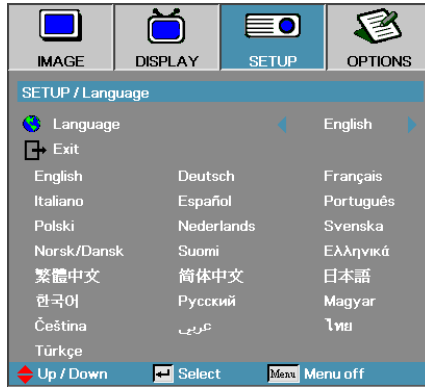 IMAGE DISPLAY SETUP OPTIONS
SETUP / Language
Language English
Exit
English Deutsch Français
Italiano Español Português
Polski Nederlands Svenska
Norsk/Dansk Suomi Ελληνικά
繁體中文 简体中文 日本語
한국어 Русский Magyar
Čeština عربي ไทย
Türkçe
Up / Down Select Menu Menu off